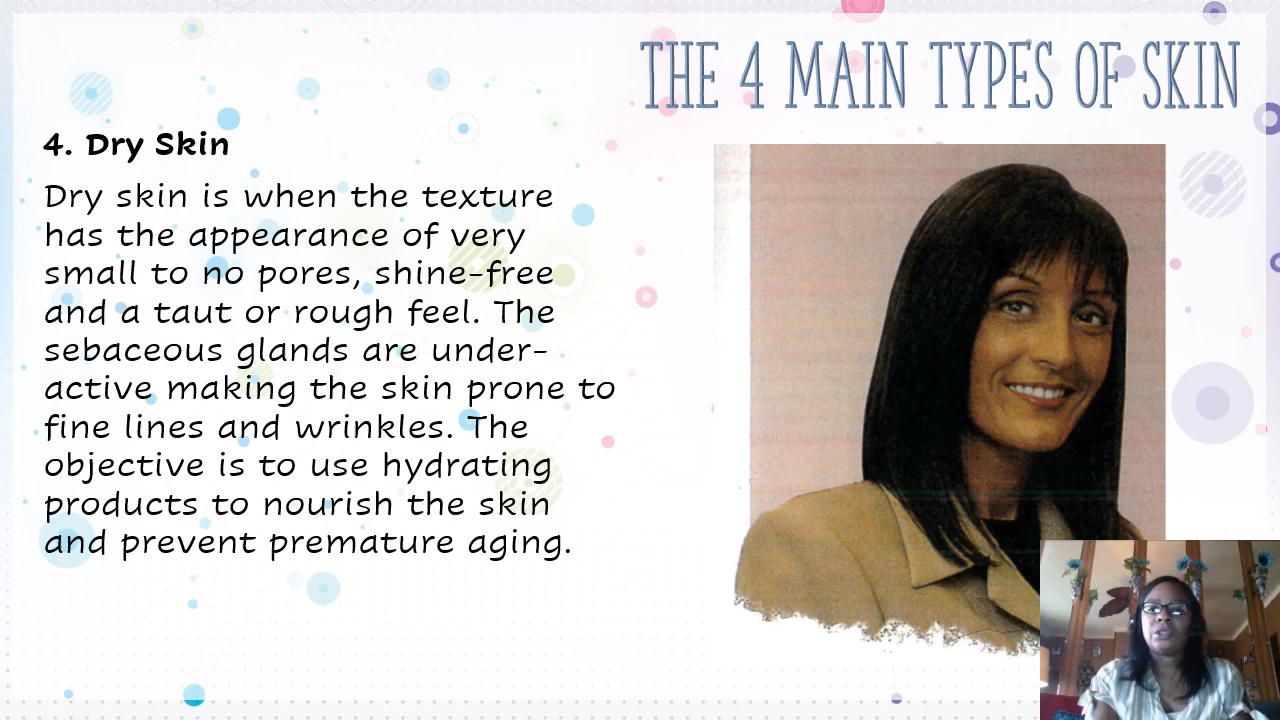 THE 4 MAIN TYPES OF SKIN
4. Dry Skin
Dry skin is when the texture
has the appearance of very
small to no pores, shine-free
and a taut or rough feel. The
sebaceous glands are under-
active making the skin prone to
fine lines and wrinkles. The
objective is to use hydrating
products to nourish the skin
and prevent premature aging.